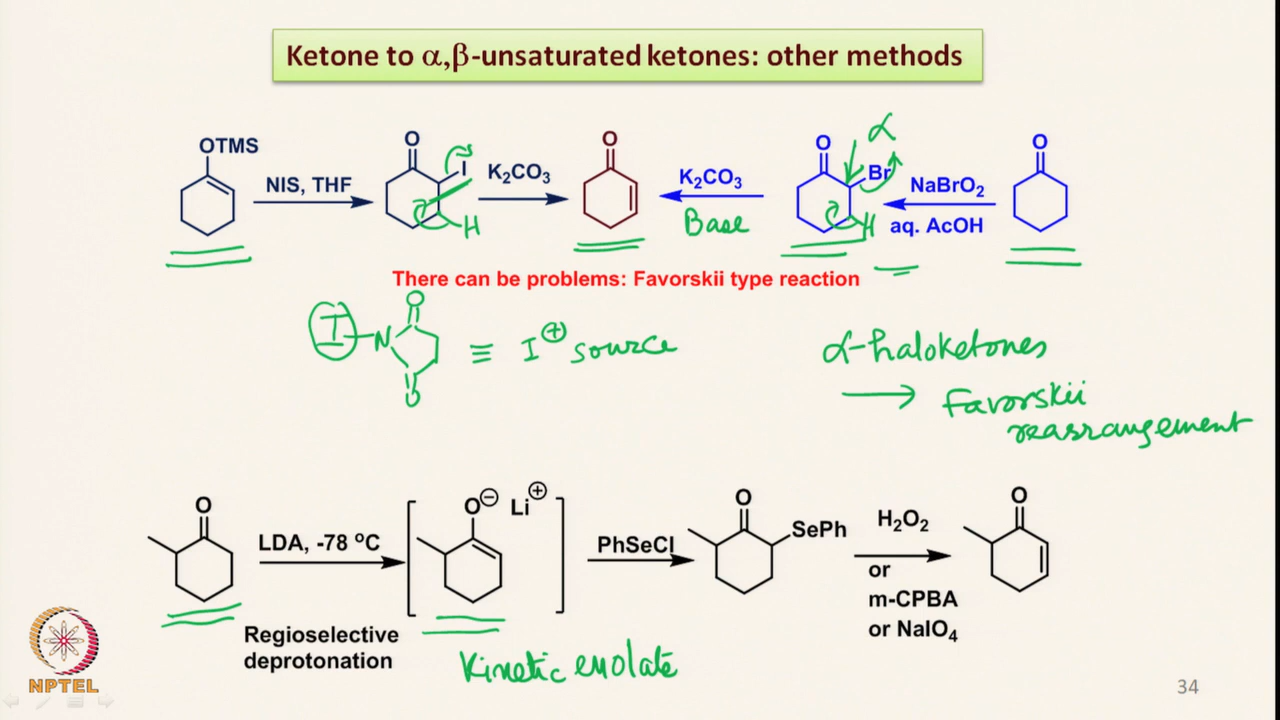 Ketone to α,β-unsaturated ketones: other methods
OTMS
NIS, THF
O
I
H
K2CO3
O
K2CO3
Base
O
α
Br
H
NaBrO2
aq. AcOH
O
There can be problems: Favorskii type reaction
I-N
O
O
≡ I⊕ source
α-haloketones
→ Favorskii
rearrangement
O
LDA, -78 ºC
Regioselective
deprotonation
O⊖ Li⊕
Kinetic enolate
PhSeCl
O
SePh
H2O2
or
m-CPBA
or NaIO4
O
NPTEL
34